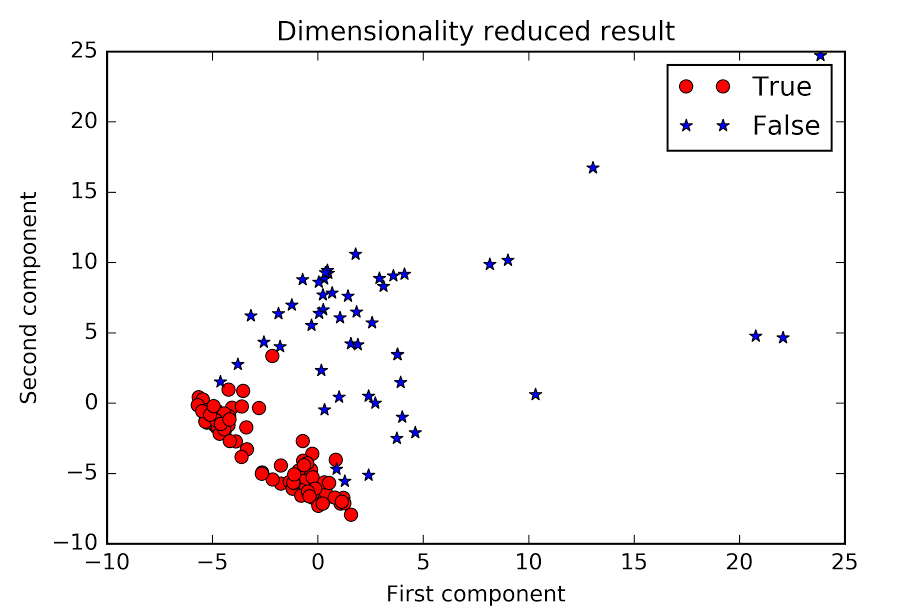 Dimensionality reduced result
25
20
15
10
5
0
−5
−10
−10 −5 0 5 10 15 20 25
True
False
Second component
First component